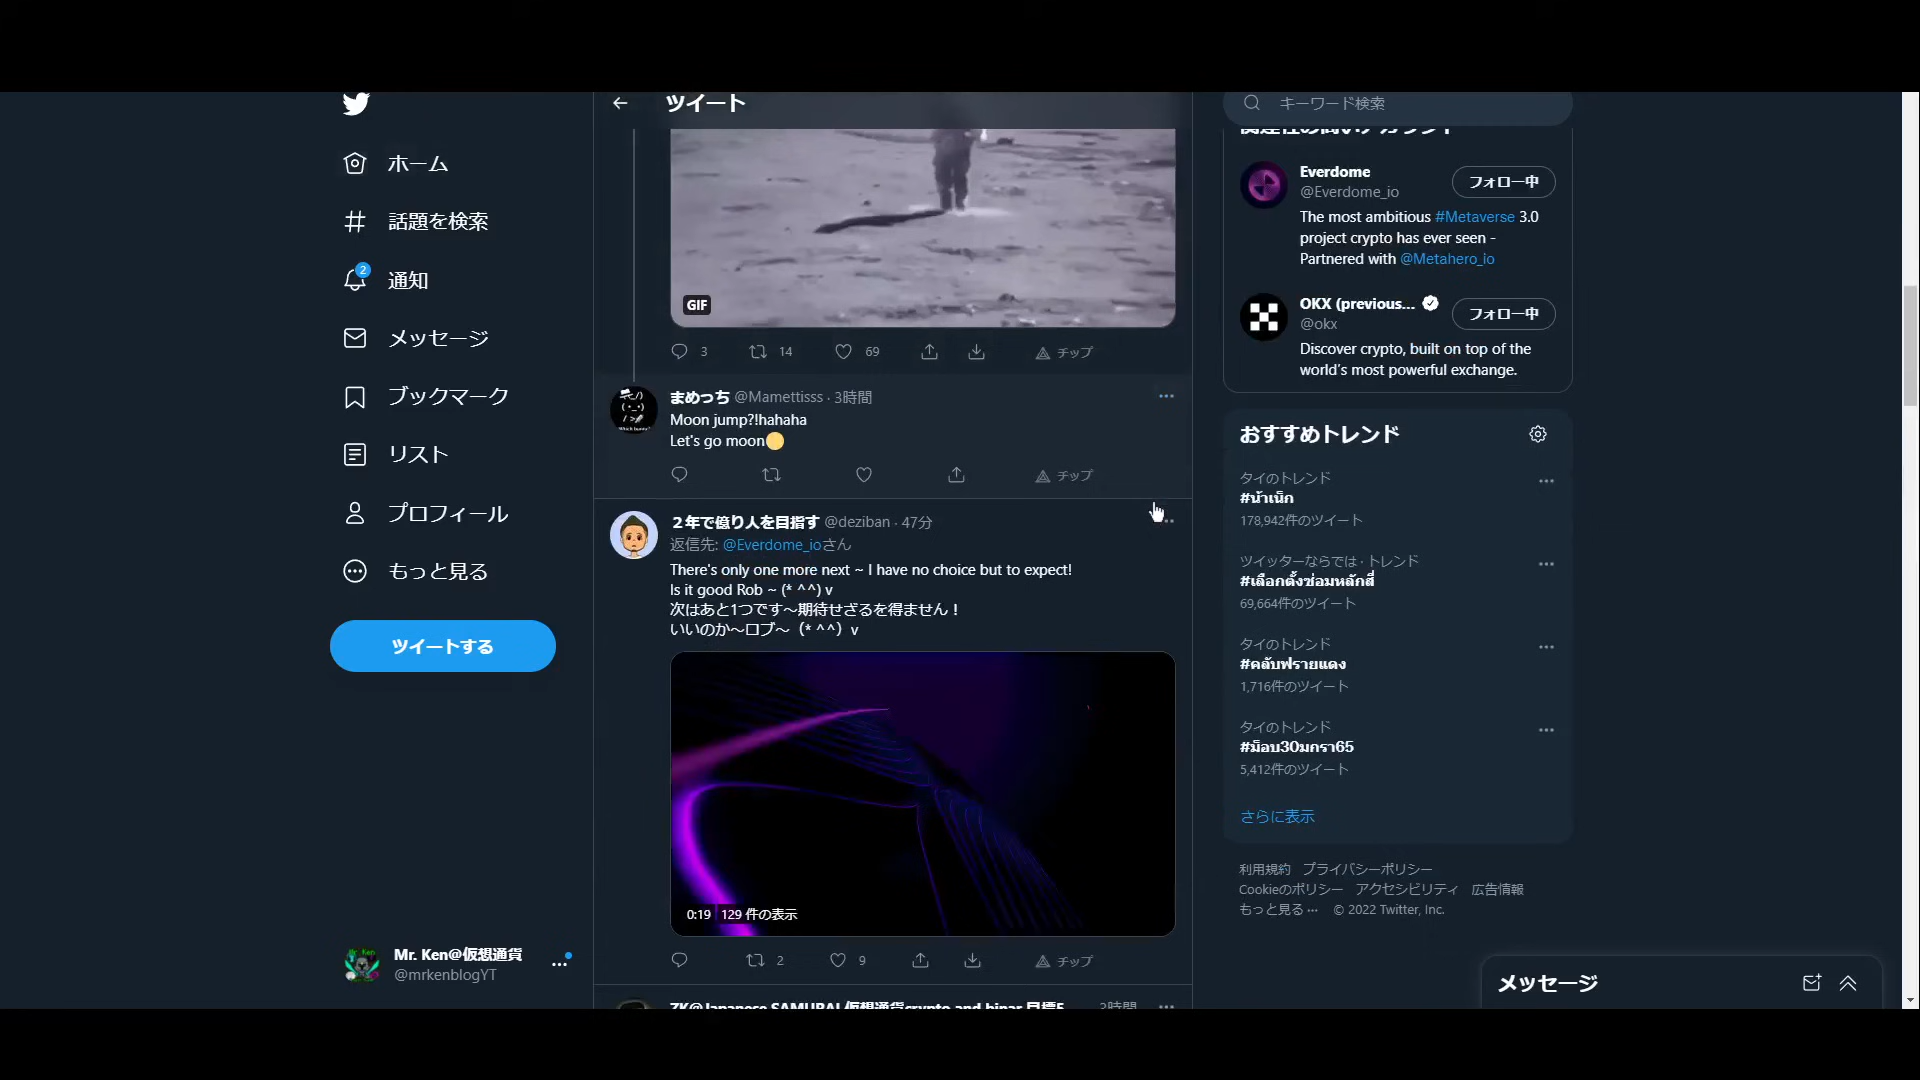 ホーム
話題を検索
2
通知
メッセージ
ブックマーク
リスト
プロフィール
もっと見る
ツイートする
Mr. Ken@仮想通貨
@mrkenblogYT
ツイート
GIF
3
14
69
チップ
まめっち @Mamettisss · 3時間
Moon jump?!hahaha
Let's go moon
チップ
２年で億り人を目指す @deziban · 47分
返信先: @Everdome_ioさん
There's only one more next ~ I have no choice but to expect!
Is it good Rob ~ (* ^^) v
次はあと1つです〜期待せざるを得ません！
いいのか〜ロブ〜（* ^^）v
0:19
129 件の表示
2
9
チップ
ZK@Japanese SAMURAI 仮想通貨crypto and binar 目標5
キーワード検索
Everdome
@Everdome_io
フォロー中
The most ambitious #Metaverse 3.0
project crypto has ever seen -
Partnered with @Metahero_io
OKX (previous...
@okx
フォロー中
Discover crypto, built on top of the
world's most powerful exchange.
おすすめトレンド
タイのトレンド
#น้าเน็ก
178,942件のツイート
ツイッターならでは · トレンド
#เลือกตั้งซ่อมหลักสี่
69,664件のツイート
タイのトレンド
#คลับฟรายแดง
1,716件のツイート
タイのトレンド
#ม็อบ30มกรา65
5,412件のツイート
さらに表示
利用規約 プライバシーポリシー
Cookieのポリシー アクセシビリティ 広告情報
もっと見る ··· © 2022 Twitter, Inc.
メッセージ